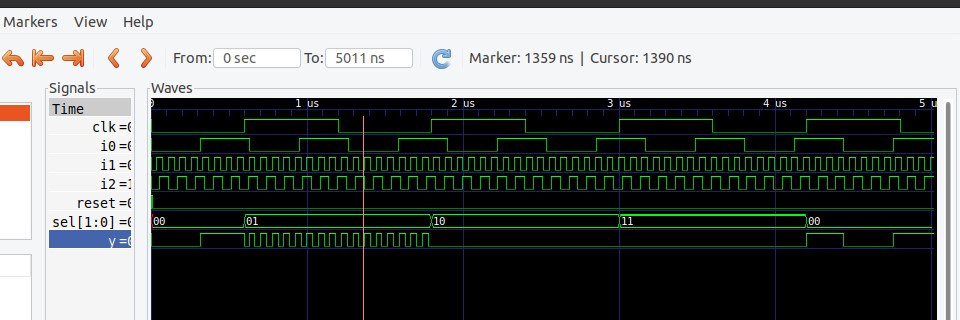 Markers View Help
From: 0 sec To: 5011 ns Marker: 1359 ns | Cursor: 1390 ns
Signals Waves
Time
0 1 us 2 us 3 us 4 us 5 u
clk=0
i0=0
i1=0
i2=1
reset=0
sel[1:0]=0 00 01 10 11 00
y=0